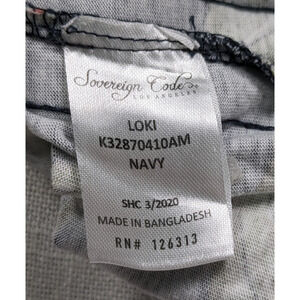 Sovereign Code
LOS ANGELES
LOKI
K32870410AM
NAVY
SHC 3/2020
MADE IN BANGLADESH
RN# 126313